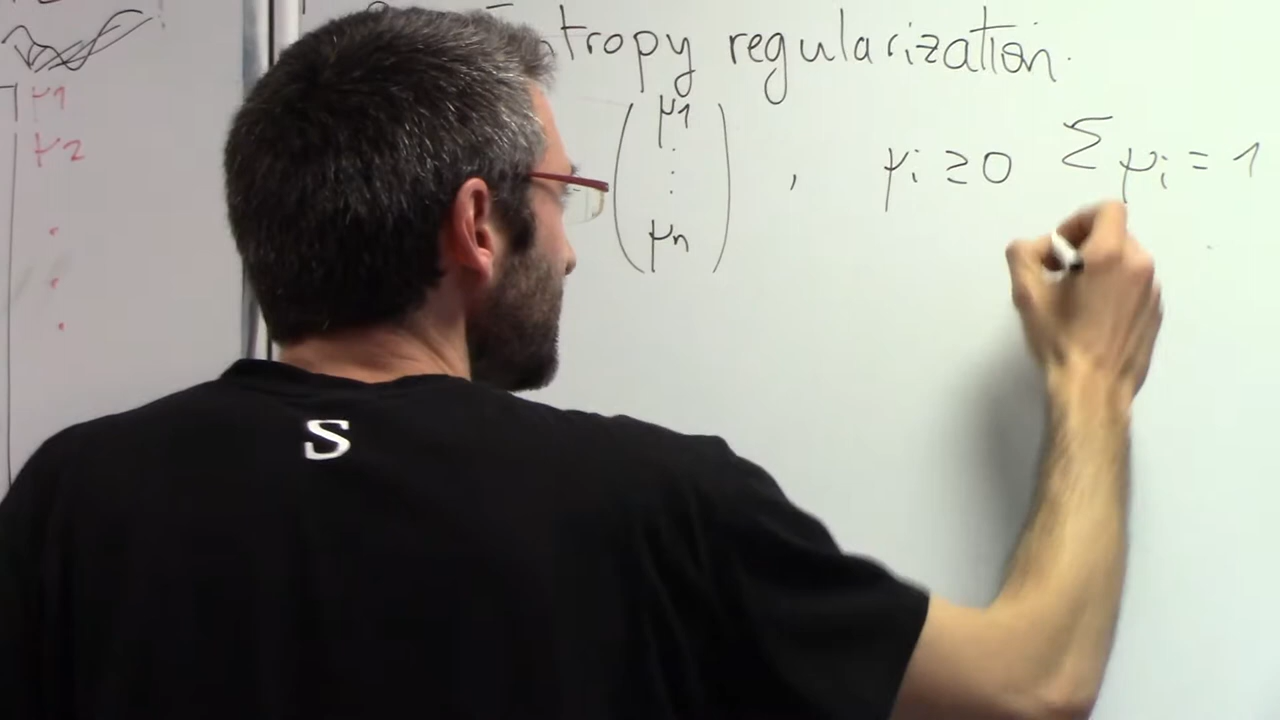 tropy regularization.
μ1
μ2
.
.
.
( μ1 ⋮ μn ) , μi ≥ 0 Σ μi = 1
S